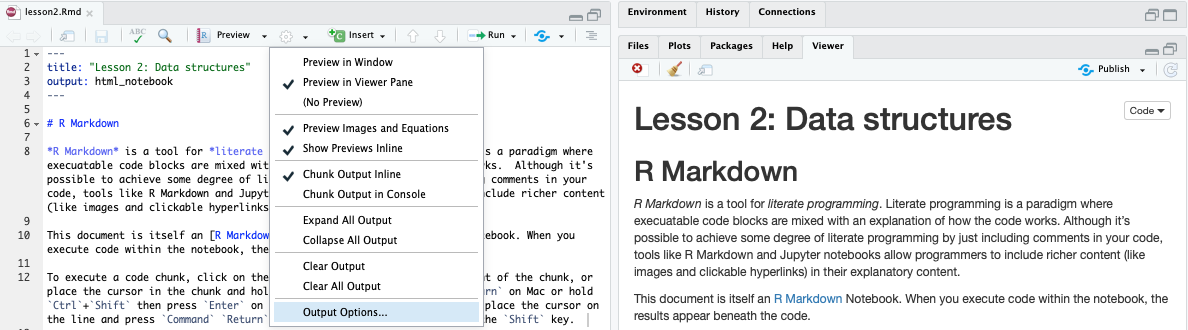 lesson2.Rmd
ABC
Preview
Insert
Run
1 ---
2 title: "Lesson 2: Data structures"
3 output: html_notebook
4 ---
5
6 # R Markdown
7
8 *R Markdown* is a tool for *literate s a paradigm where
execuatable code blocks are mixed wit ks. Although it's
possible to achieve some degree of li g comments in your
code, tools like R Markdown and Jupyt clude richer content
(like images and clickable hyperlinks
9
10 This document is itself an [R Markdow ebook. When you
execute code within the notebook, the
11
12 To execute a code chunk, click on the t of the chunk, or
place the cursor in the chunk and hol rn` on Mac or hold
`Ctrl`+`Shift` then press `Enter` on place the cursor on
the line and press `Command` `Return` he `Shift` key.
Preview in Window
Preview in Viewer Pane
(No Preview)
Preview Images and Equations
Show Previews Inline
Chunk Output Inline
Chunk Output in Console
Expand All Output
Collapse All Output
Clear Output
Clear All Output
Output Options...
Environment History Connections
Files Plots Packages Help Viewer
Publish
Code
Lesson 2: Data structures
R Markdown
R Markdown is a tool for literate programming. Literate programming is a paradigm where
execuatable code blocks are mixed with an explanation of how the code works. Although it's
possible to achieve some degree of literate programming by just including comments in your code,
tools like R Markdown and Jupyter notebooks allow programmers to include richer content (like
images and clickable hyperlinks) in their explanatory content.
This document is itself an R Markdown Notebook. When you execute code within the notebook, the
results appear beneath the code.